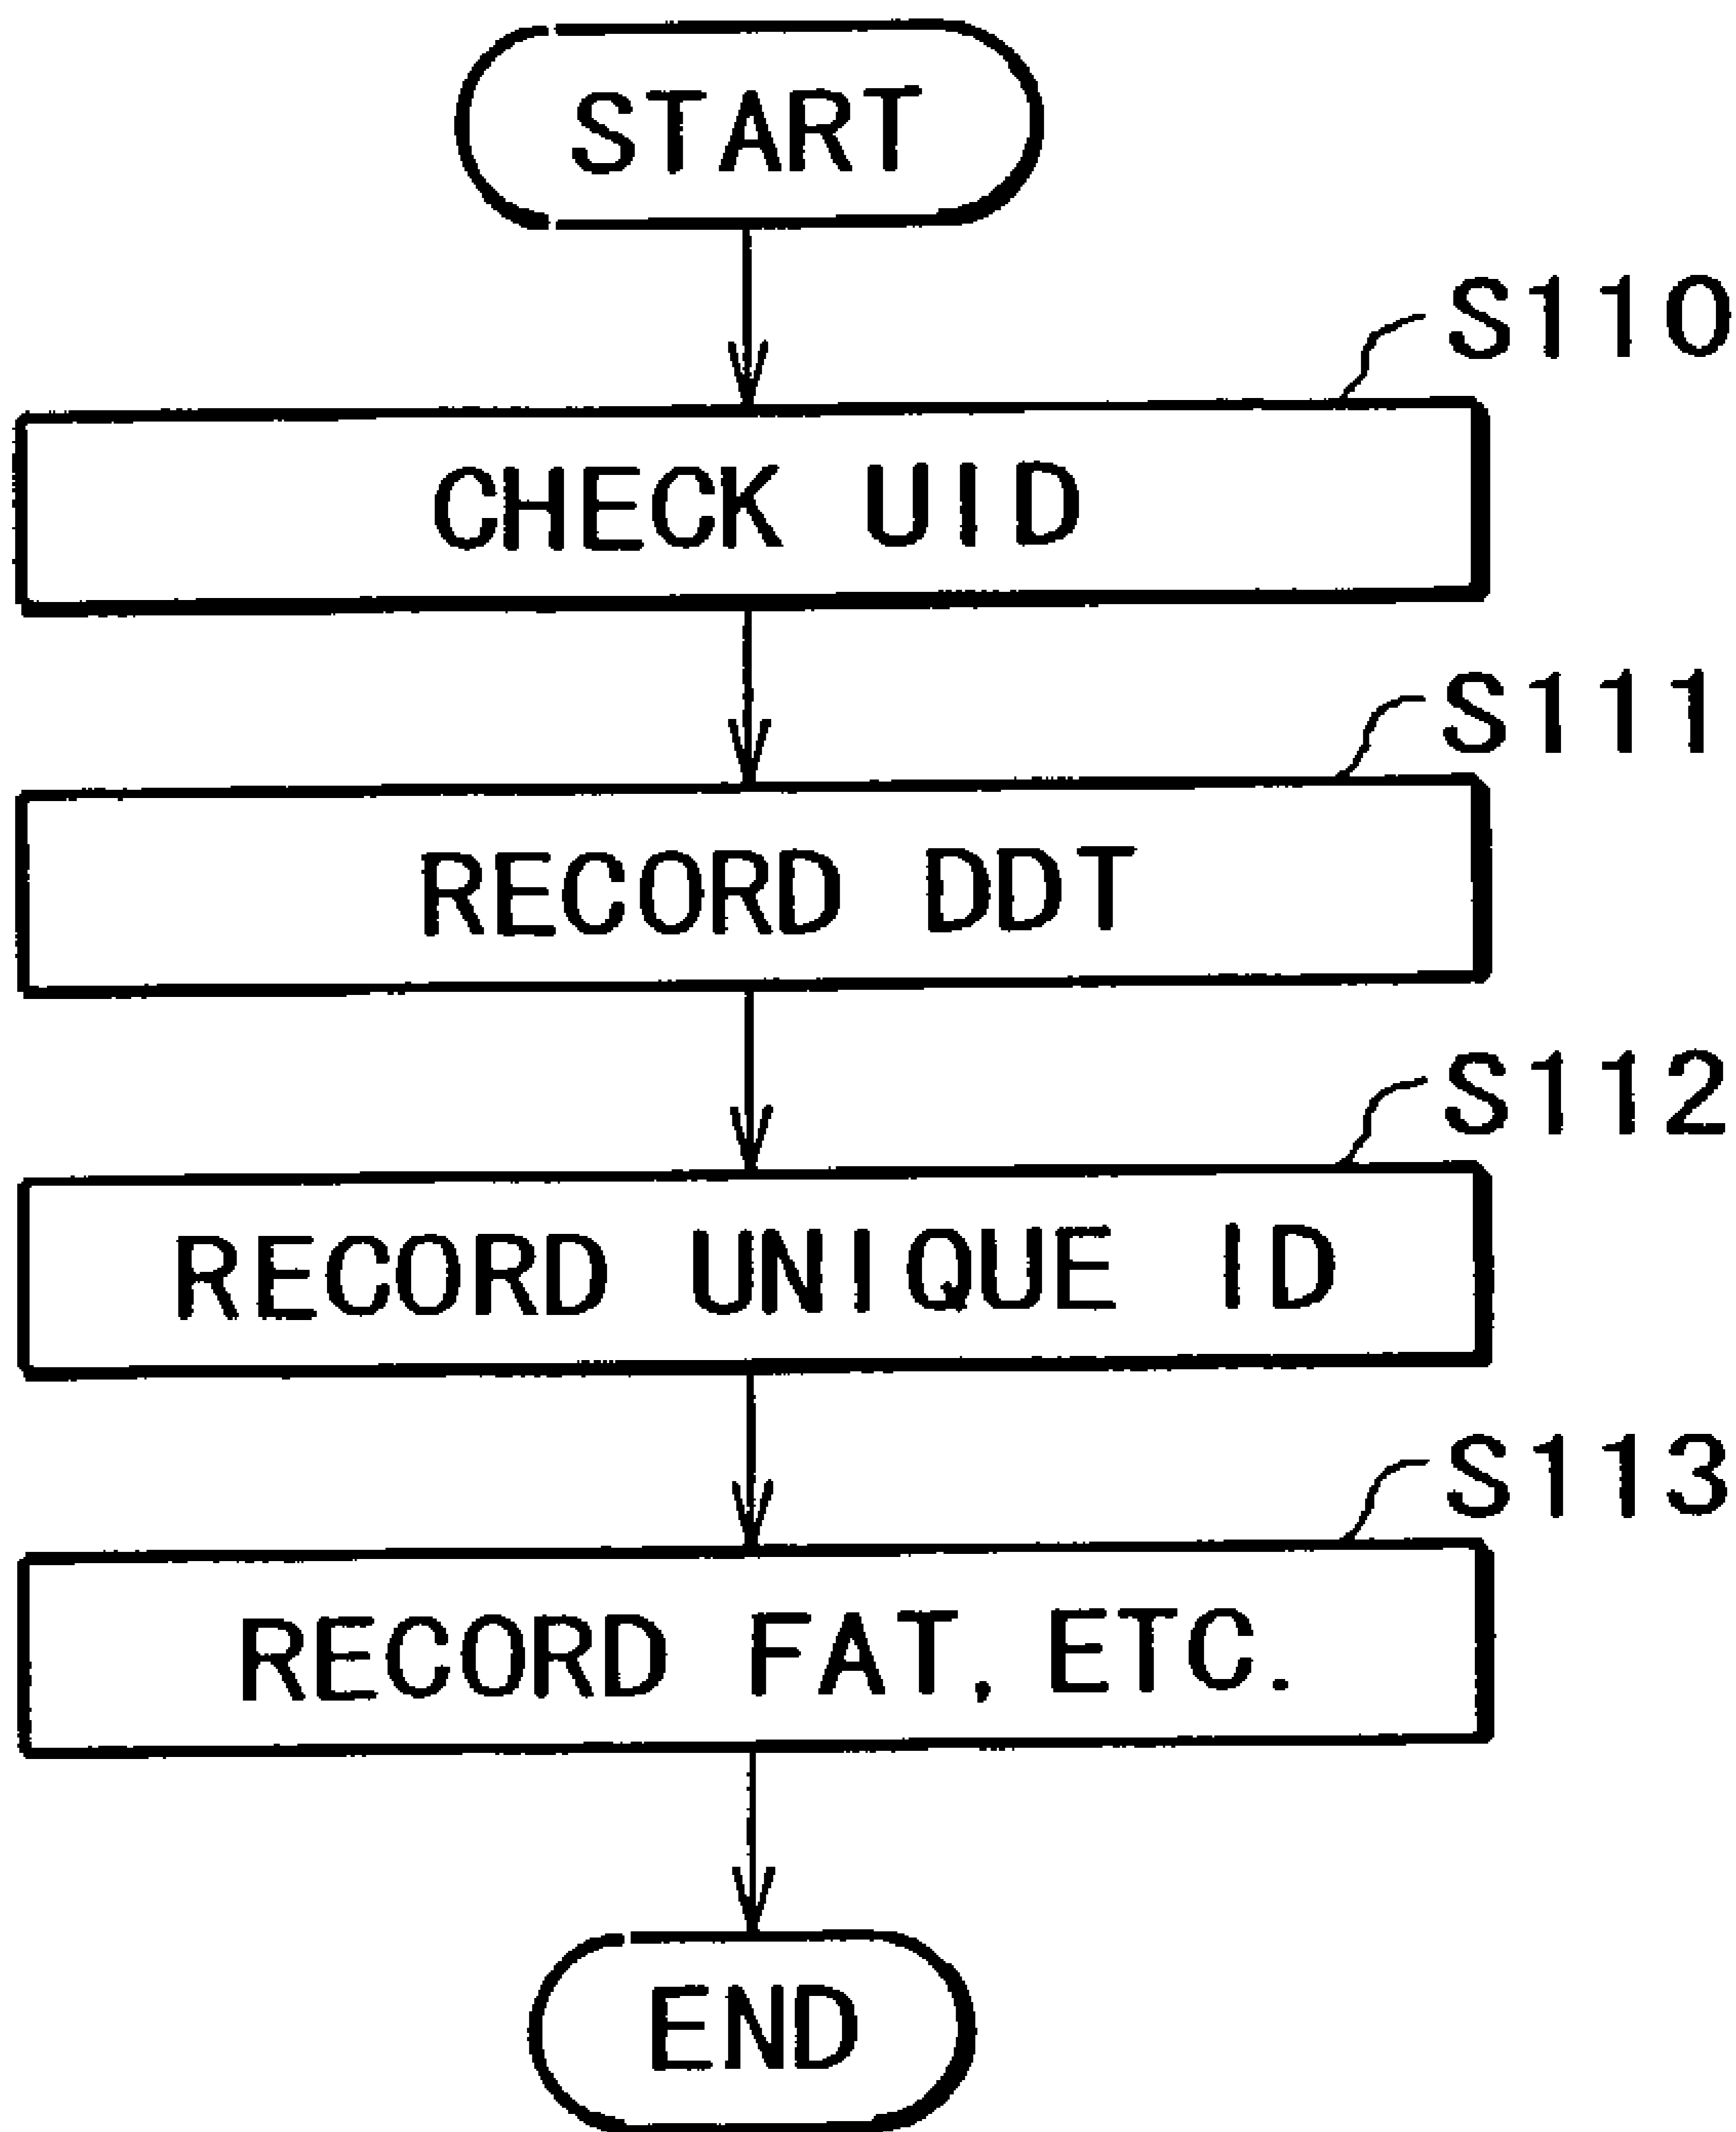 START
S110
CHECK UID
S111
RECORD DDT
S112
RECORD UNIQUE ID
S113
RECORD FAT, ETC.
END